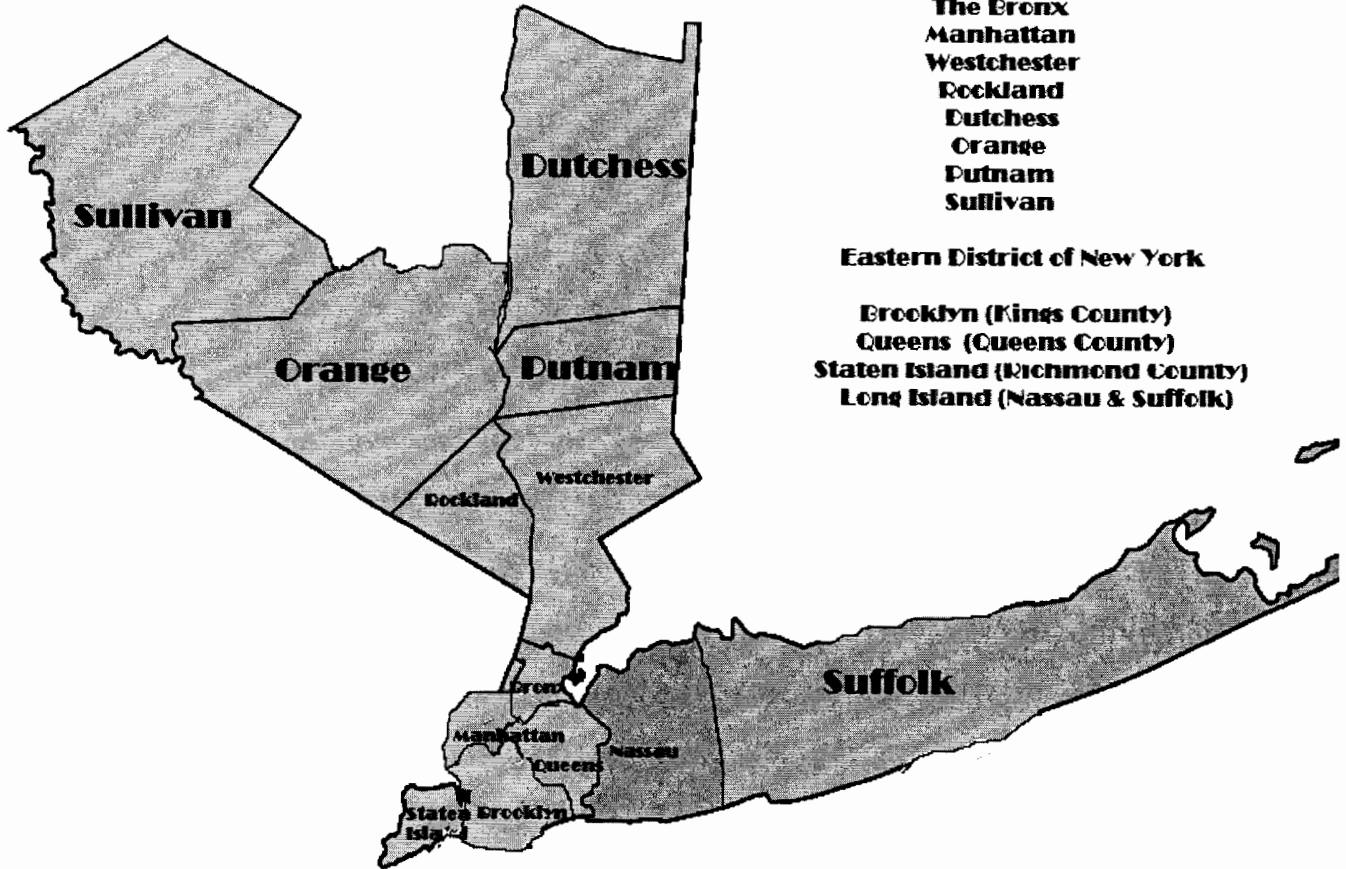 The Bronx
Manhattan
Westchester
Rockland
Dutchess
Orange
Putnam
Sullivan
Eastern District of New York
Brooklyn (Kings County)
Queens (Queens County)
Staten Island (Richmond County)
Long Island (Nassau & Suffolk)
Dutchess
Sullivan
Orange
Putnam
Westchester
Rockland
Suffolk
Bronx
Manhattan
Nassau
Queens
Staten
Brooklyn